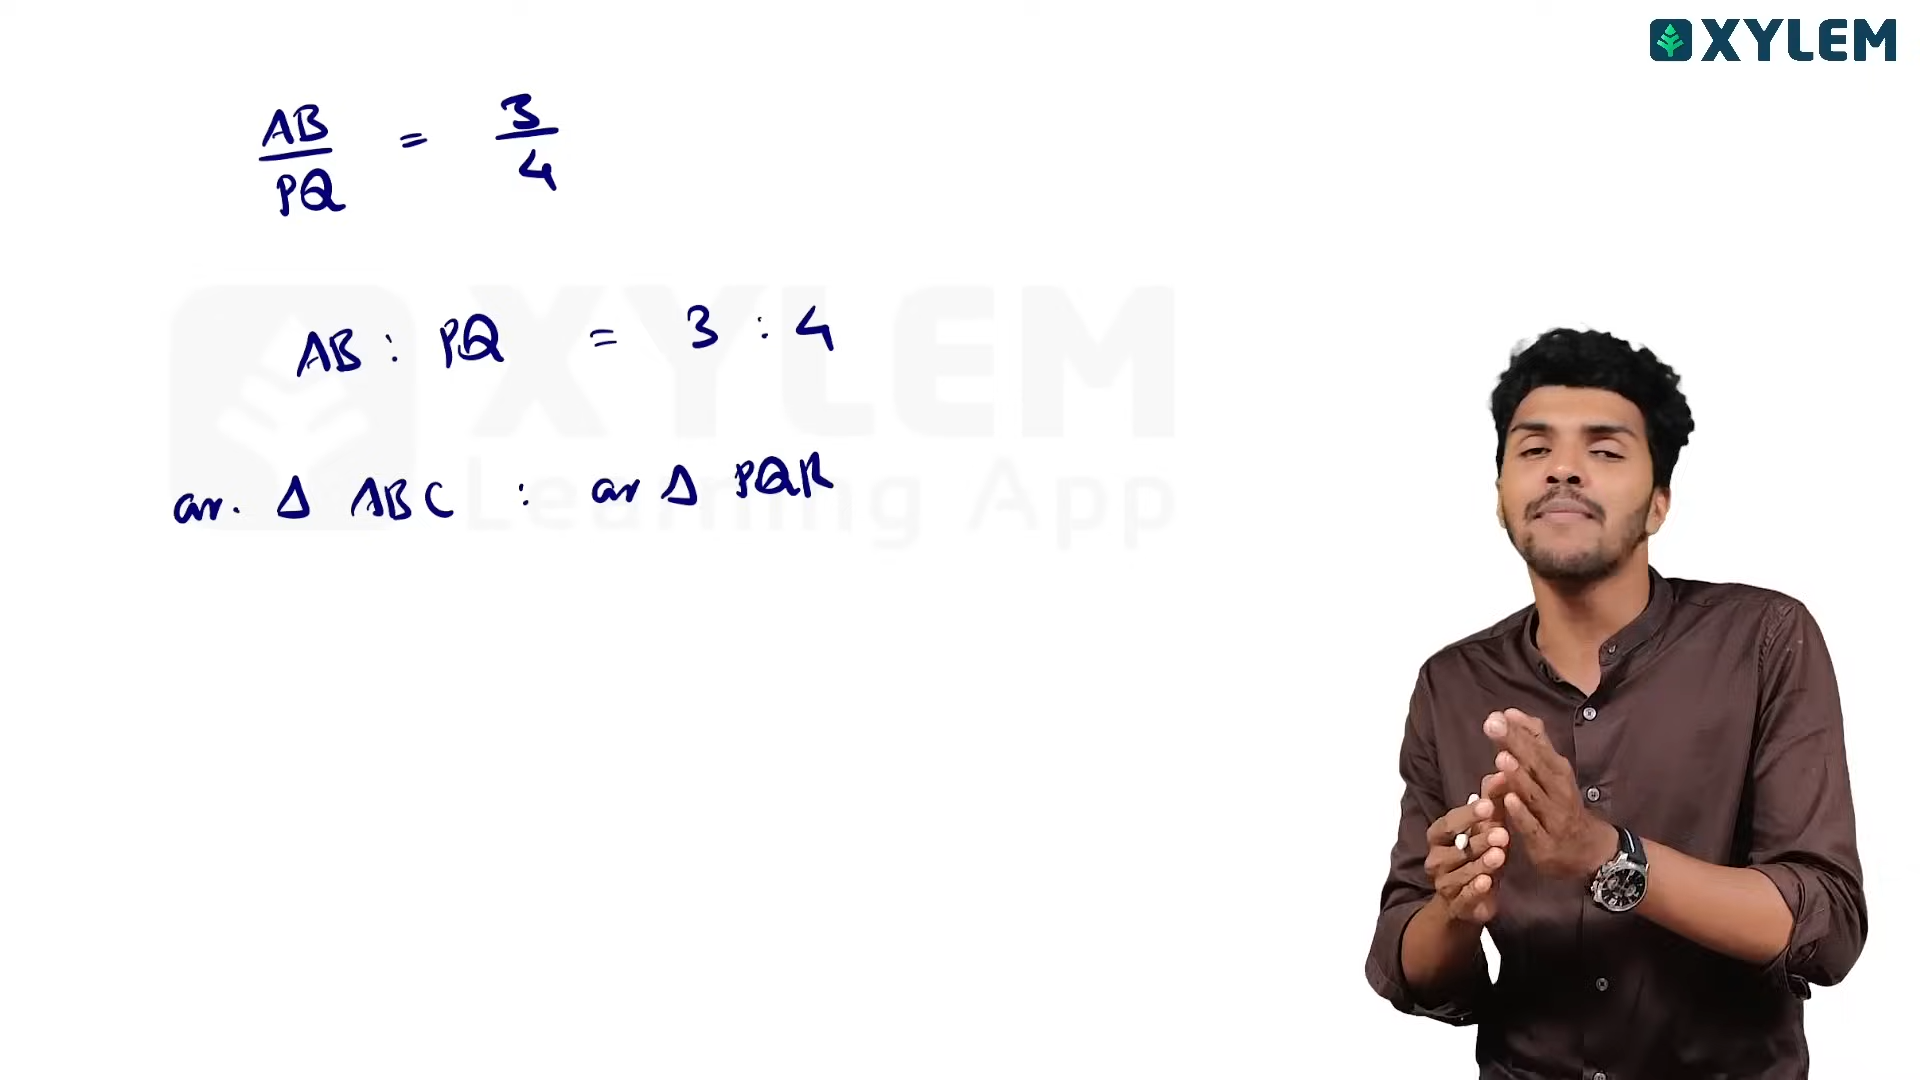 XYLEM
AB/PQ = 3/4
AB : PQ = 3 : 4
ar. Δ ABC : ar Δ PQR
XYLEM
Learning App